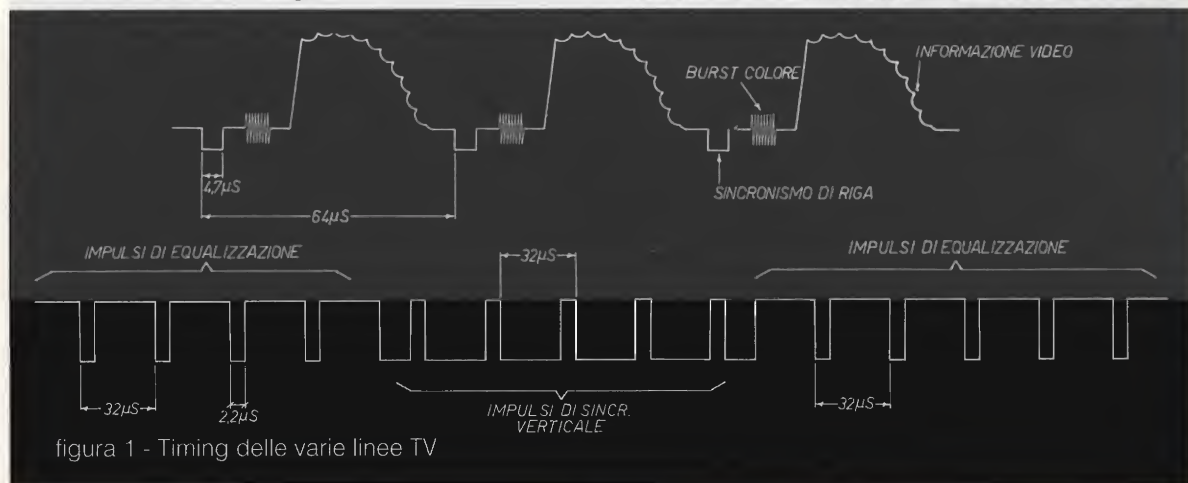 INFORMAZIONE VIDEO
BURST COLORE
4,7µS
SINCRONISMO DI RIGA
64µS
IMPULSI DI EQUALIZZAZIONE
32µS
IMPULSI DI EQUALIZZAZIONE
32µS
2,2µS
IMPULSI DI SINCR.
VERTICALE
32µS
figura 1 - Timing delle varie linee TV